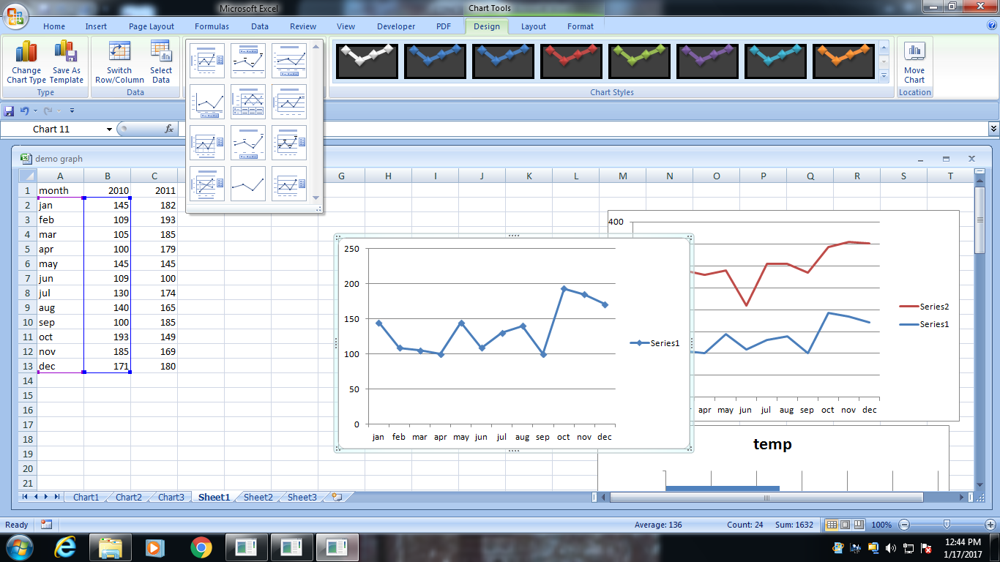 Microsoft Excel
Chart Tools
Home Insert Page Layout Formulas Data Review View Developer PDF Design Layout Format
Change Chart Type
Save As Template
Switch Row/Column
Select Data
Move Chart
Type
Data
Chart Styles
Location
Chart 11
fx
demo graph
A B C G H I J K L M N O P Q R S T
1 month 2010 2011
2 jan 145 182
3 feb 109 193
4 mar 105 185
5 apr 100 179
6 may 145 145
7 jun 109 100
8 jul 130 174
9 aug 140 165
10 sep 100 185
11 oct 193 149
12 nov 185 169
13 dec 171 180
14
15
16
17
18
19
20
21
250
200
150
100
50
0
jan feb mar apr may jun jul aug sep oct nov dec
Series1
400
Series2
Series1
apr may jun jul aug sep oct nov dec
temp
Chart1 Chart2 Chart3 Sheet1 Sheet2 Sheet3
Ready
Average: 136 Count: 24 Sum: 1632
100%
12:44 PM
1/17/2017